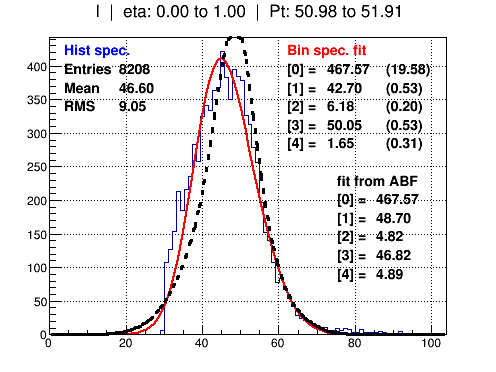 I | eta: 0.00 to 1.00 | Pt: 50.98 to 51.91
Hist spec.
Entries 8208
Mean 46.60
RMS 9.05
Bin spec. fit
[0] = 467.57 (19.58)
[1] = 42.70 (0.53)
[2] = 6.18 (0.20)
[3] = 50.05 (0.53)
[4] = 1.65 (0.31)
fit from ABF
[0] = 467.57
[1] = 48.70
[2] = 4.82
[3] = 46.82
[4] = 4.89
400
350
300
250
200
150
100
50
0
0 20 40 60 80 100